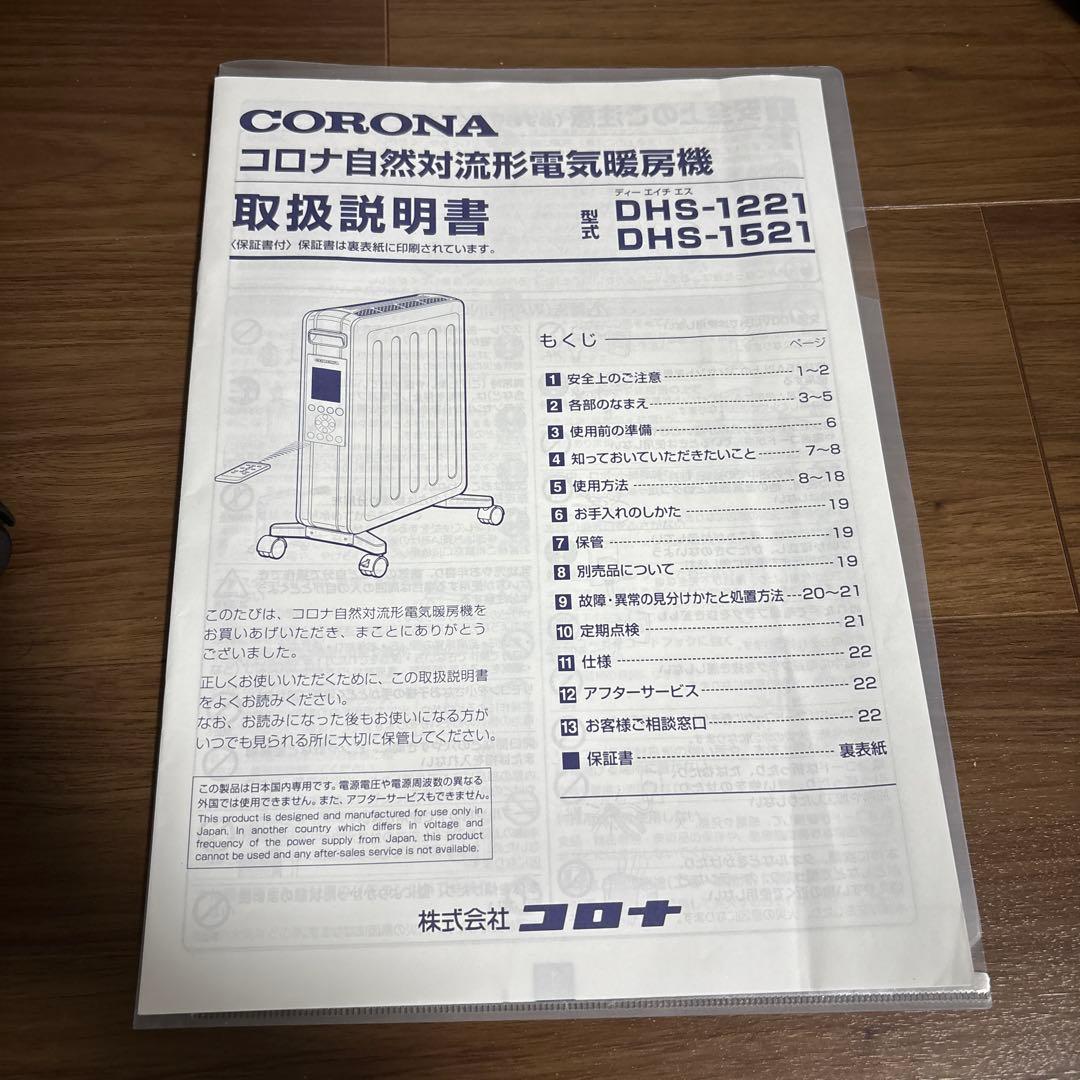 CORONA
コロナ自然対流形電気暖房機
取扱説明書
〈保証書付〉保証書は裏表紙に印刷されています。
型式
ディー エイチ エス
DHS-1221
DHS-1521
もくじ
ページ
1 安全上のご注意 1〜2
2 各部のなまえ 3〜5
3 使用前の準備 6
4 知っておいていただきたいこと 7〜8
5 使用方法 8〜18
6 お手入れのしかた 19
7 保管 19
8 別売品について 19
9 故障・異常の見分けかたと処置方法 20〜21
10 定期点検 21
11 仕様 22
12 アフターサービス 22
13 お客様ご相談窓口 22
■ 保証書 裏表紙
このたびは、コロナ自然対流形電気暖房機を
お買いあげいただき、まことにありがとう
ございました。
正しくお使いいただくために、この取扱説明書
をよくお読みください。
なお、お読みになった後もお使いになる方が
いつでも見られる所に大切に保管してください。
この製品は日本国内専用です。電源電圧や電源周波数の異なる
外国では使用できません。また、アフターサービスもできません。
This product is designed and manufactured for use only in
Japan. In another country which differs in voltage and
frequency of the power supply from Japan, this product
cannot be used and any after-sales service is not available.
株式会社 コロナ